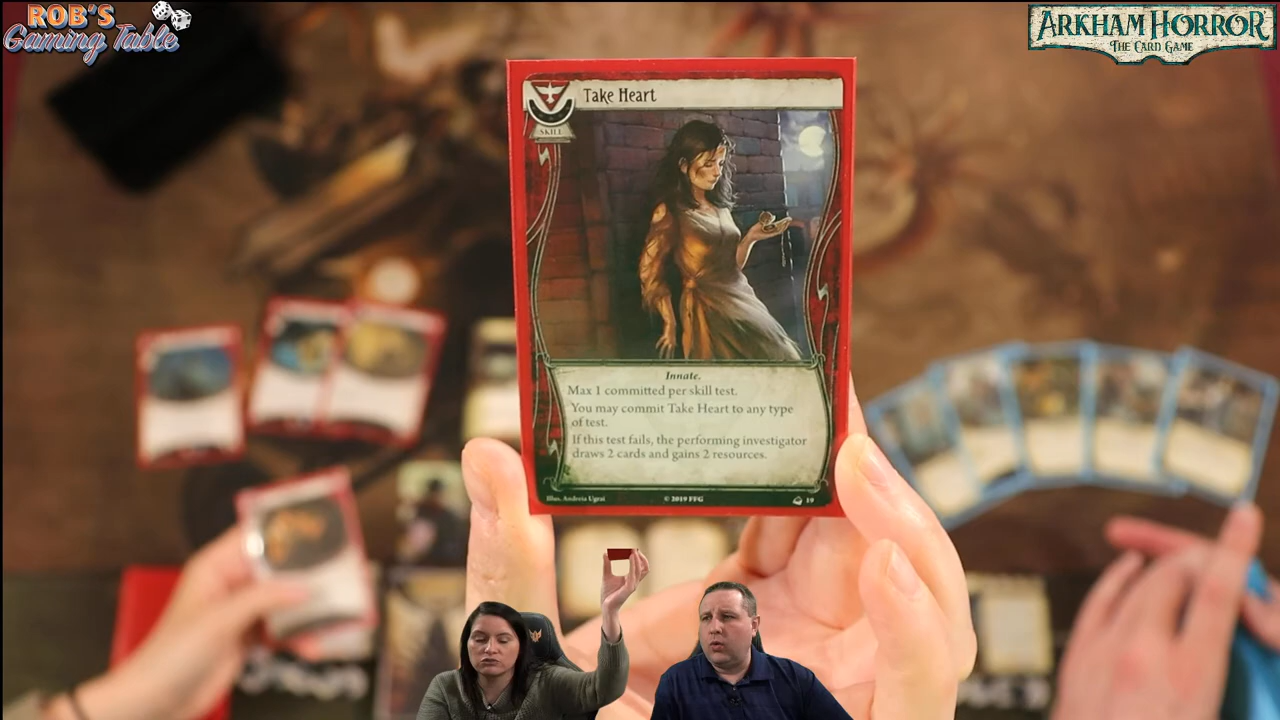 ROB'S
Gaming Table
ARKHAM HORROR
THE CARD GAME
Take Heart
SKILL
Innate.
Max 1 committed per skill test.
You may commit Take Heart to any type
of test.
If this test fails, the performing investigator
draws 2 cards and gains 2 resources.
Illus. Andreia Ugrai
© 2019 FFG
19